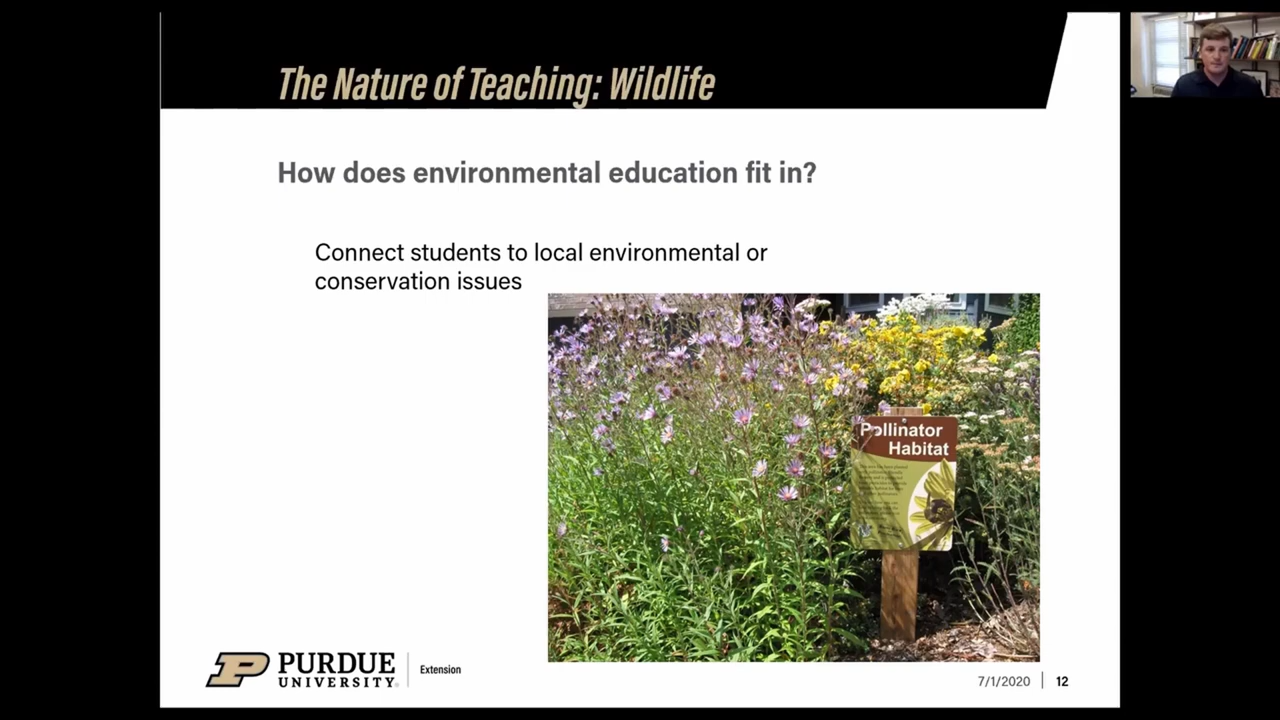 The Nature of Teaching: Wildlife
How does environmental education fit in?
Connect students to local environmental or
conservation issues
Pollinator
Habitat
PURDUE
UNIVERSITY
Extension
7/1/2020
12